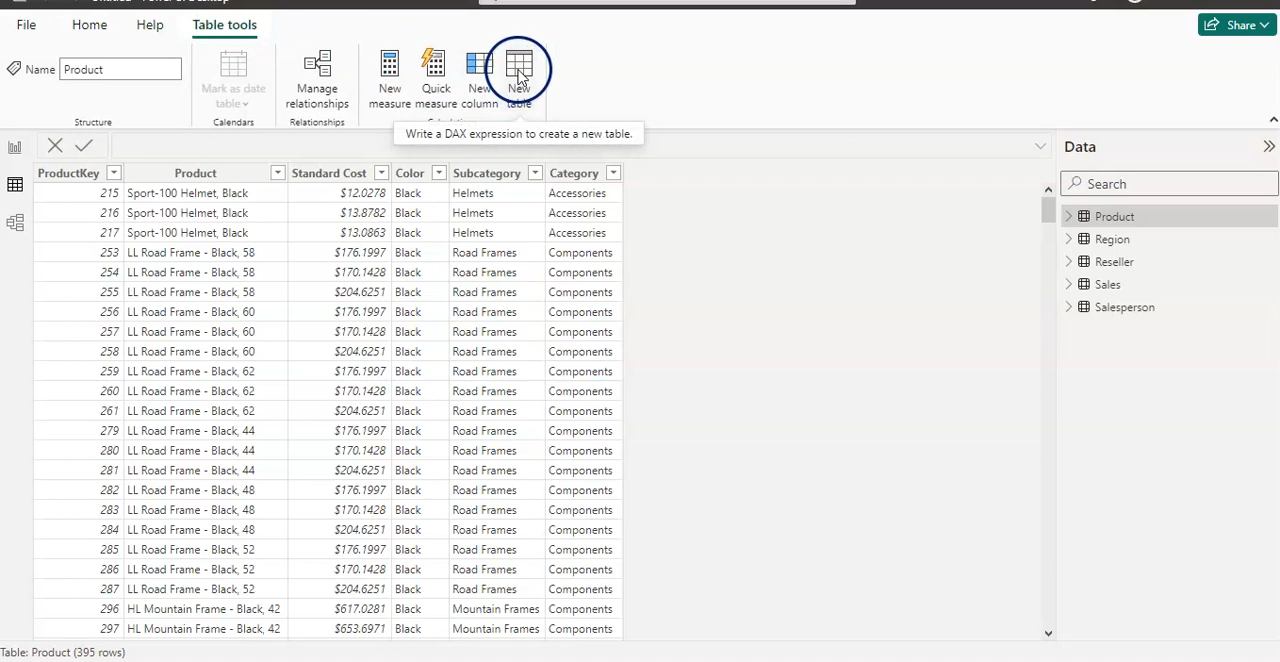 File Home Help Table tools Share
Name Product
Mark as date table
Manage relationships
New measure
Quick measure
New column
New table
Structure Calendars Relationships
Write a DAX expression to create a new table.
Data
Search
Product
Region
Reseller
Sales
Salesperson
ProductKey Product Standard Cost Color Subcategory Category
215 Sport-100 Helmet, Black $12.0278 Black Helmets Accessories
216 Sport-100 Helmet, Black $13.8782 Black Helmets Accessories
217 Sport-100 Helmet, Black $13.0863 Black Helmets Accessories
253 LL Road Frame - Black, 58 $176.1997 Black Road Frames Components
254 LL Road Frame - Black, 58 $170.1428 Black Road Frames Components
255 LL Road Frame - Black, 58 $204.6251 Black Road Frames Components
256 LL Road Frame - Black, 60 $176.1997 Black Road Frames Components
257 LL Road Frame - Black, 60 $170.1428 Black Road Frames Components
258 LL Road Frame - Black, 60 $204.6251 Black Road Frames Components
259 LL Road Frame - Black, 62 $176.1997 Black Road Frames Components
260 LL Road Frame - Black, 62 $170.1428 Black Road Frames Components
261 LL Road Frame - Black, 62 $204.6251 Black Road Frames Components
279 LL Road Frame - Black, 44 $176.1997 Black Road Frames Components
280 LL Road Frame - Black, 44 $170.1428 Black Road Frames Components
281 LL Road Frame - Black, 44 $204.6251 Black Road Frames Components
282 LL Road Frame - Black, 48 $176.1997 Black Road Frames Components
283 LL Road Frame - Black, 48 $170.1428 Black Road Frames Components
284 LL Road Frame - Black, 48 $204.6251 Black Road Frames Components
285 LL Road Frame - Black, 52 $176.1997 Black Road Frames Components
286 LL Road Frame - Black, 52 $170.1428 Black Road Frames Components
287 LL Road Frame - Black, 52 $204.6251 Black Road Frames Components
296 HL Mountain Frame - Black, 42 $617.0281 Black Mountain Frames Components
297 HL Mountain Frame - Black, 42 $653.6971 Black Mountain Frames Components
Table: Product (395 rows)